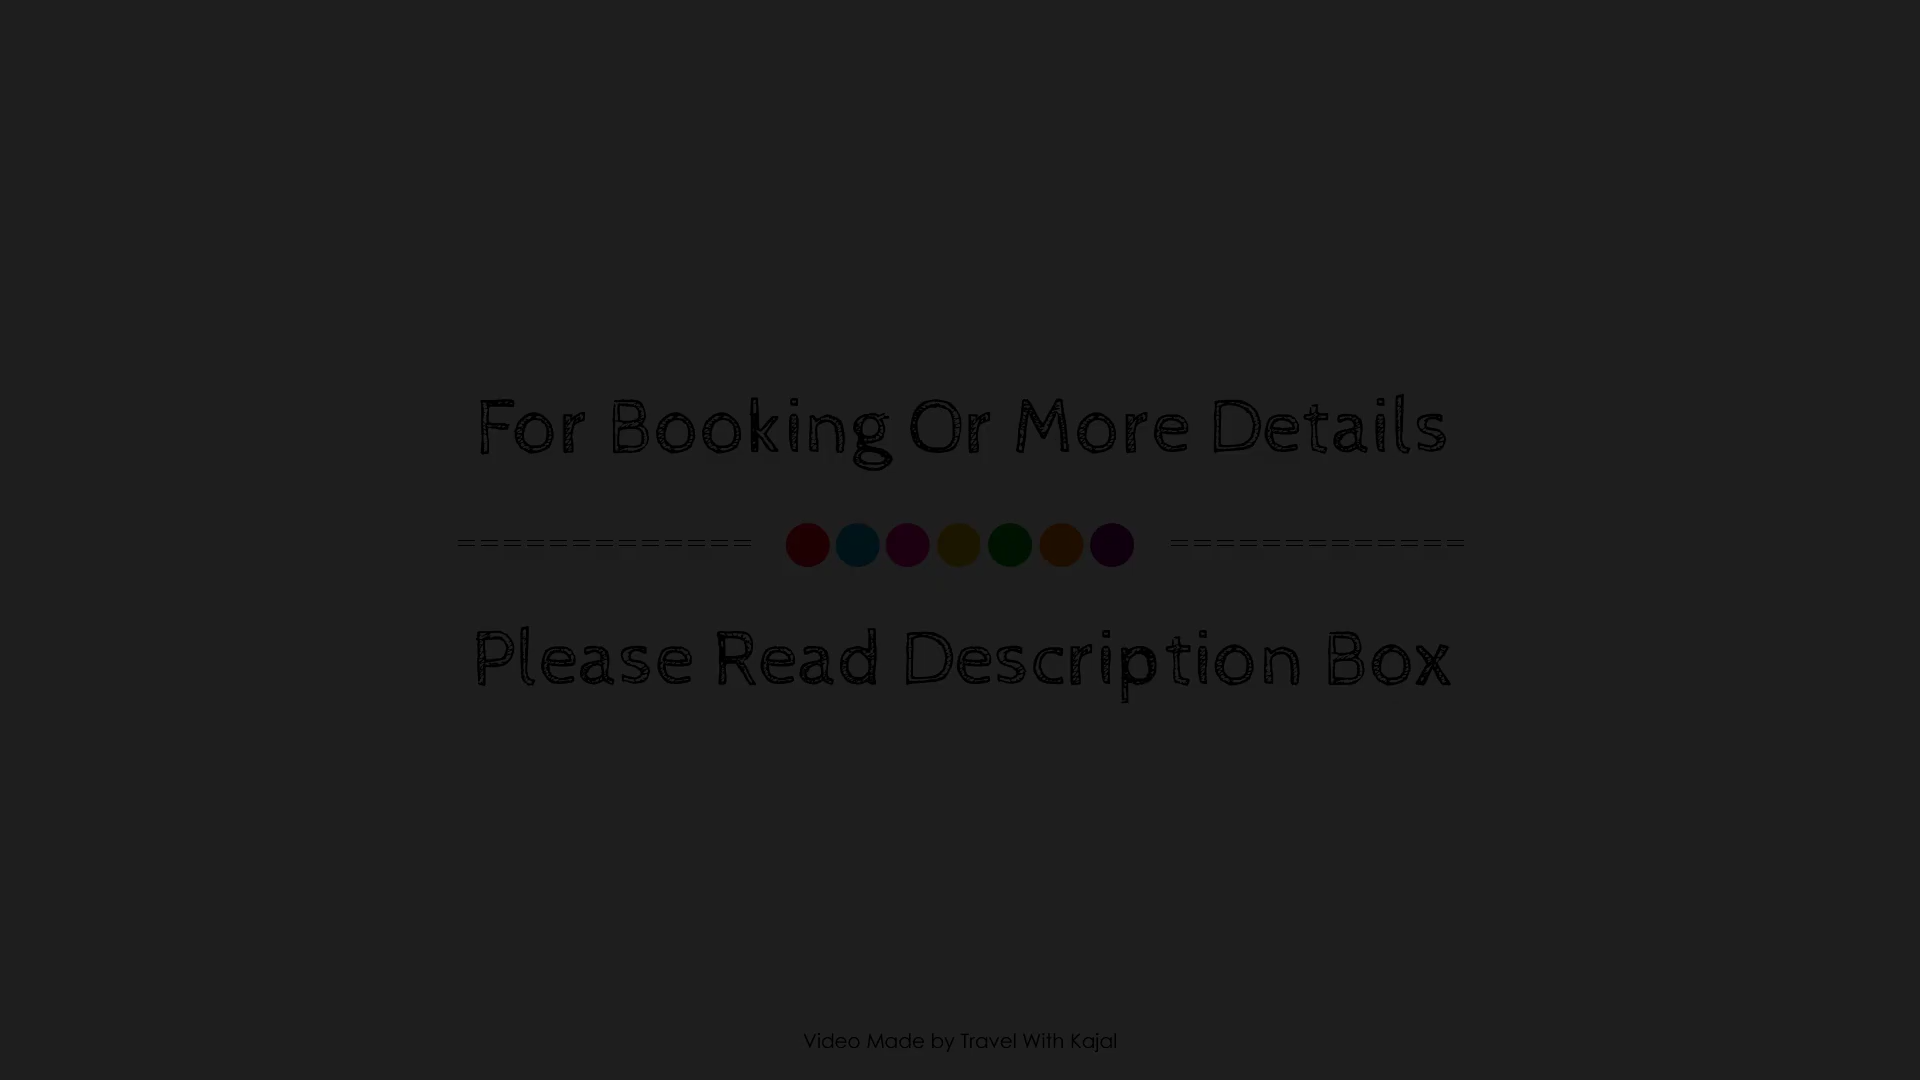 For Booking Or More Details
============= =============
Please Read Description Box
Video Made by Travel With Kajal